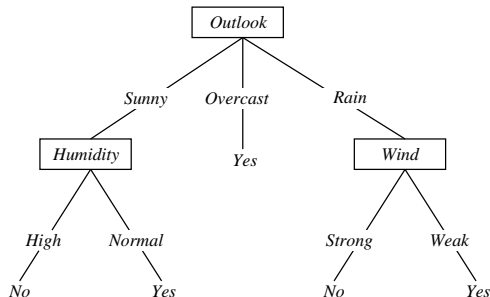 Outlook
Sunny Overcast Rain
Humidity Yes Wind
High Normal Strong Weak
No Yes No Yes